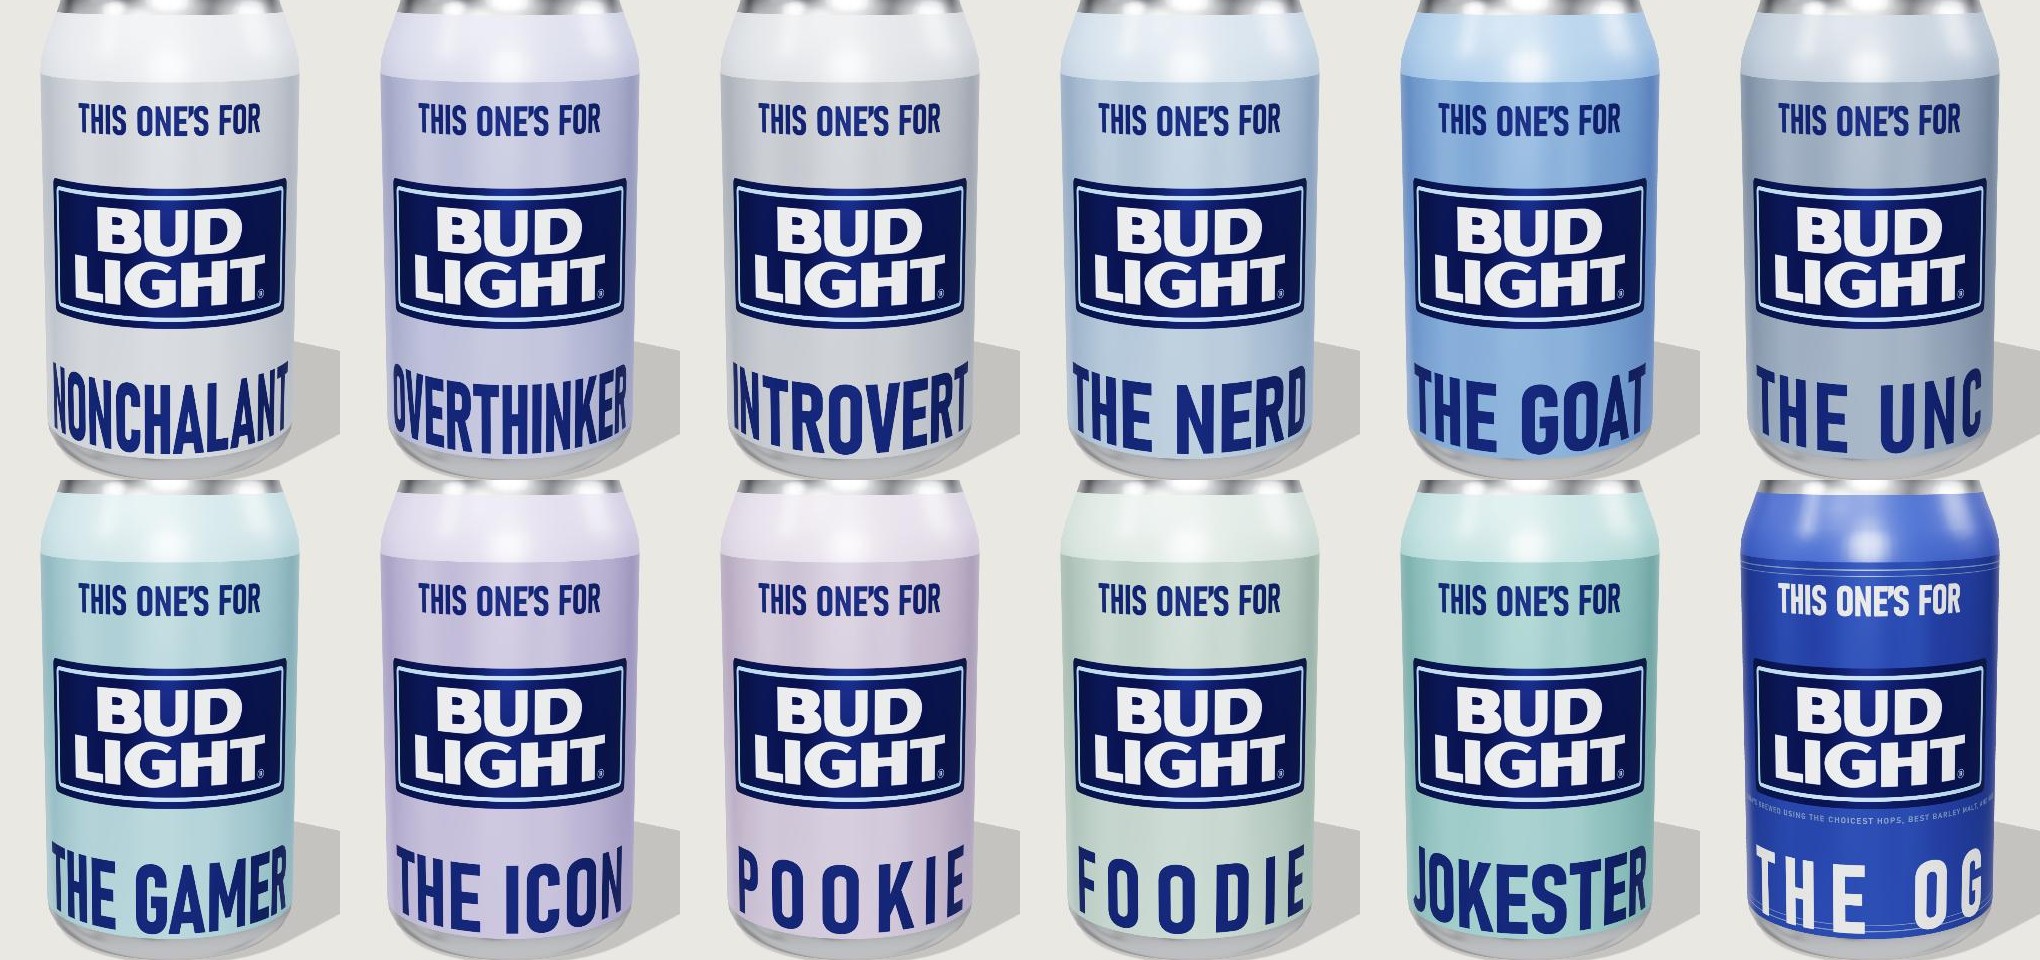 THIS ONE'S FOR
BUD
LIGHT®
NONCHALANT
THIS ONE'S FOR
BUD
LIGHT®
OVERTHINKER
THIS ONE'S FOR
BUD
LIGHT®
INTROVERT
THIS ONE'S FOR
BUD
LIGHT®
THE NERD
THIS ONE'S FOR
BUD
LIGHT®
THE GOAT
THIS ONE'S FOR
BUD
LIGHT®
THE UNC
THIS ONE'S FOR
BUD
LIGHT®
THE GAMER
THIS ONE'S FOR
BUD
LIGHT®
THE ICON
THIS ONE'S FOR
BUD
LIGHT®
POOKIE
THIS ONE'S FOR
BUD
LIGHT®
FOODIE
THIS ONE'S FOR
BUD
LIGHT®
JOKESTER
THIS ONE'S FOR
BUD
LIGHT®
BREWED USING THE CHOICEST HOPS, BEST BARLEY MALT,
THE OG